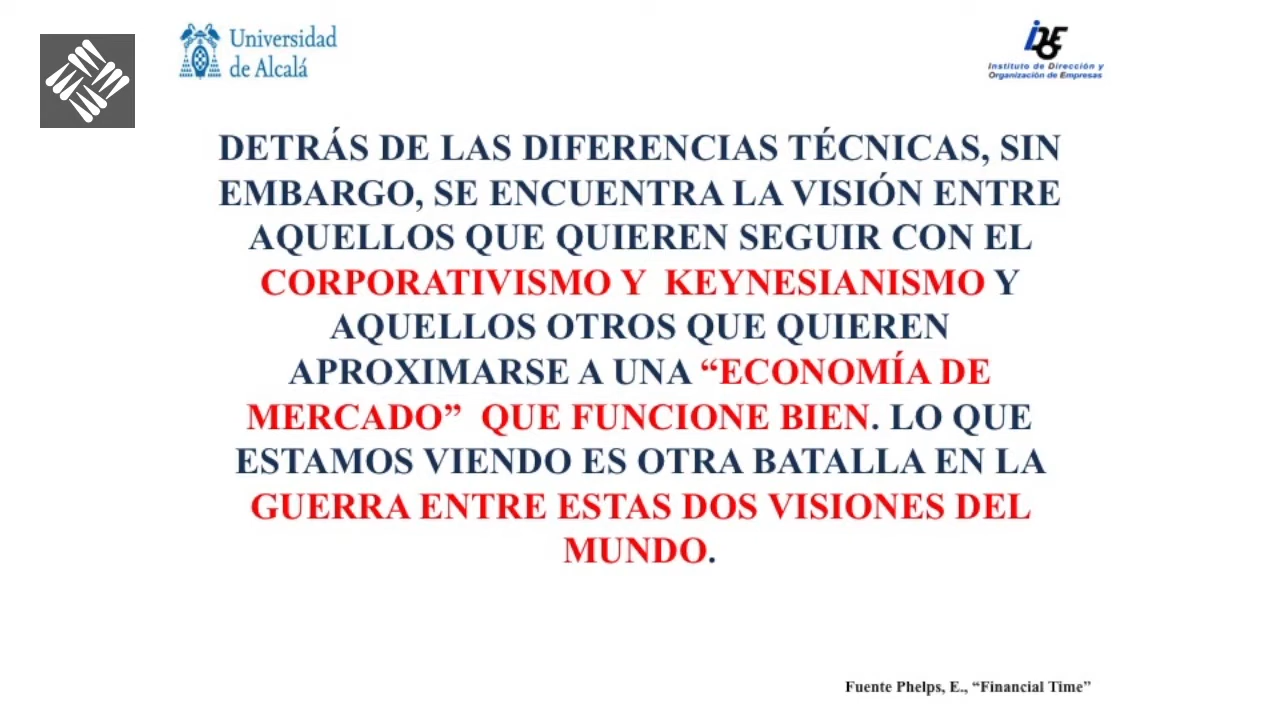 Universidad
de Alcalá
IDOE
Instituto de Dirección y
Organización de Empresas
DETRÁS DE LAS DIFERENCIAS TÉCNICAS, SIN
EMBARGO, SE ENCUENTRA LA VISIÓN ENTRE
AQUELLOS QUE QUIEREN SEGUIR CON EL
CORPORATIVISMO Y  KEYNESIANISMO Y
AQUELLOS OTROS QUE QUIEREN
APROXIMARSE A UNA “ECONOMÍA DE
MERCADO”  QUE FUNCIONE BIEN. LO QUE
ESTAMOS VIENDO ES OTRA BATALLA EN LA
GUERRA ENTRE ESTAS DOS VISIONES DEL
MUNDO.
Fuente Phelps, E., “Financial Time”